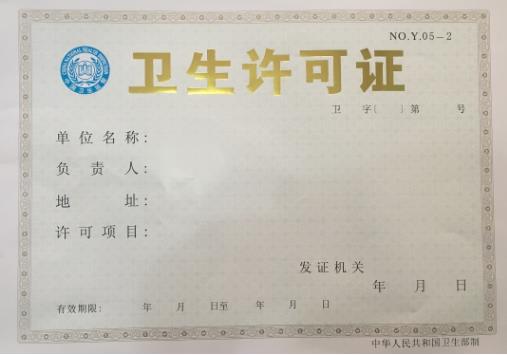 NO.Y.05-2
卫生许可证
卫 字( )第 号
单位名称:
负责人:
地址:
许可项目:
发证机关
年 月 日
有效期限: 年 月 日至 年 月 日
中华人民共和国卫生部制